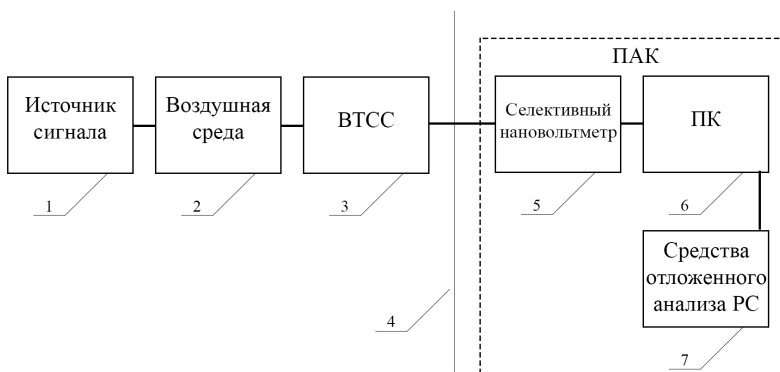 ПАК
Источник
сигнала
Воздушная
среда
ВТСС
Селективный
нановольтметр
ПК
1
2
3
5
6
Средства
отложенного
анализа РС
4
7